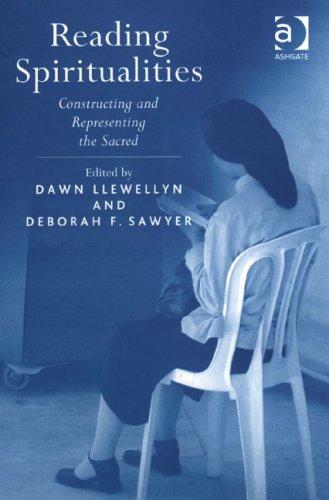 a
ASHGATE
Reading
Spiritualities
Constructing and
Representing
the Sacred
Edited by
DAWN LLEWELLYN
AND
DEBORAH F. SAWYER